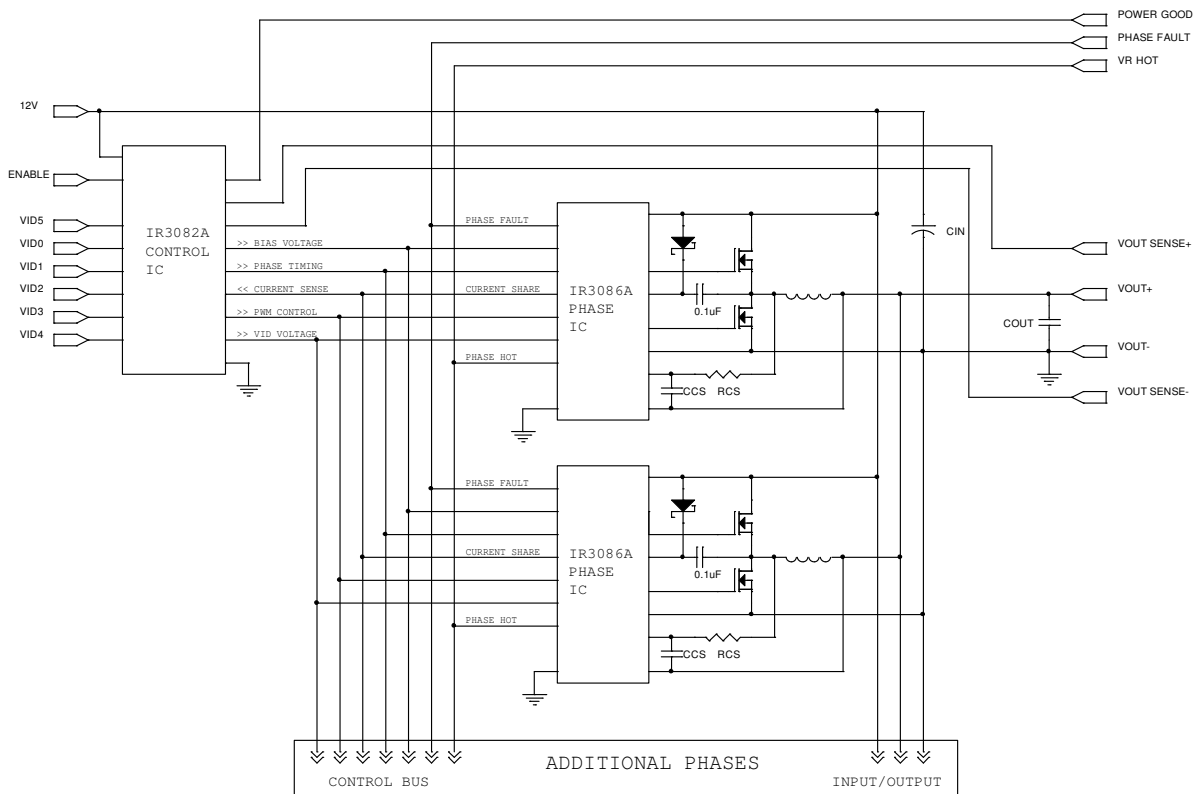 POWER GOOD
PHASE FAULT
VR HOT
12V
ENABLE
VID5
VID0
VID1
VID2
VID3
VID4
IR3082A
CONTROL
IC
>> BIAS VOLTAGE
>> PHASE TIMING
<< CURRENT SENSE
>> PWM CONTROL
>> VID VOLTAGE
PHASE FAULT
CURRENT SHARE
PHASE HOT
IR3086A
PHASE
IC
0.1uF
CCS
RCS
CIN
COUT
VOUT SENSE+
VOUT+
VOUT-
VOUT SENSE-
PHASE FAULT
CURRENT SHARE
PHASE HOT
IR3086A
PHASE
IC
0.1uF
CCS
RCS
ADDITIONAL PHASES
CONTROL BUS
INPUT/OUTPUT